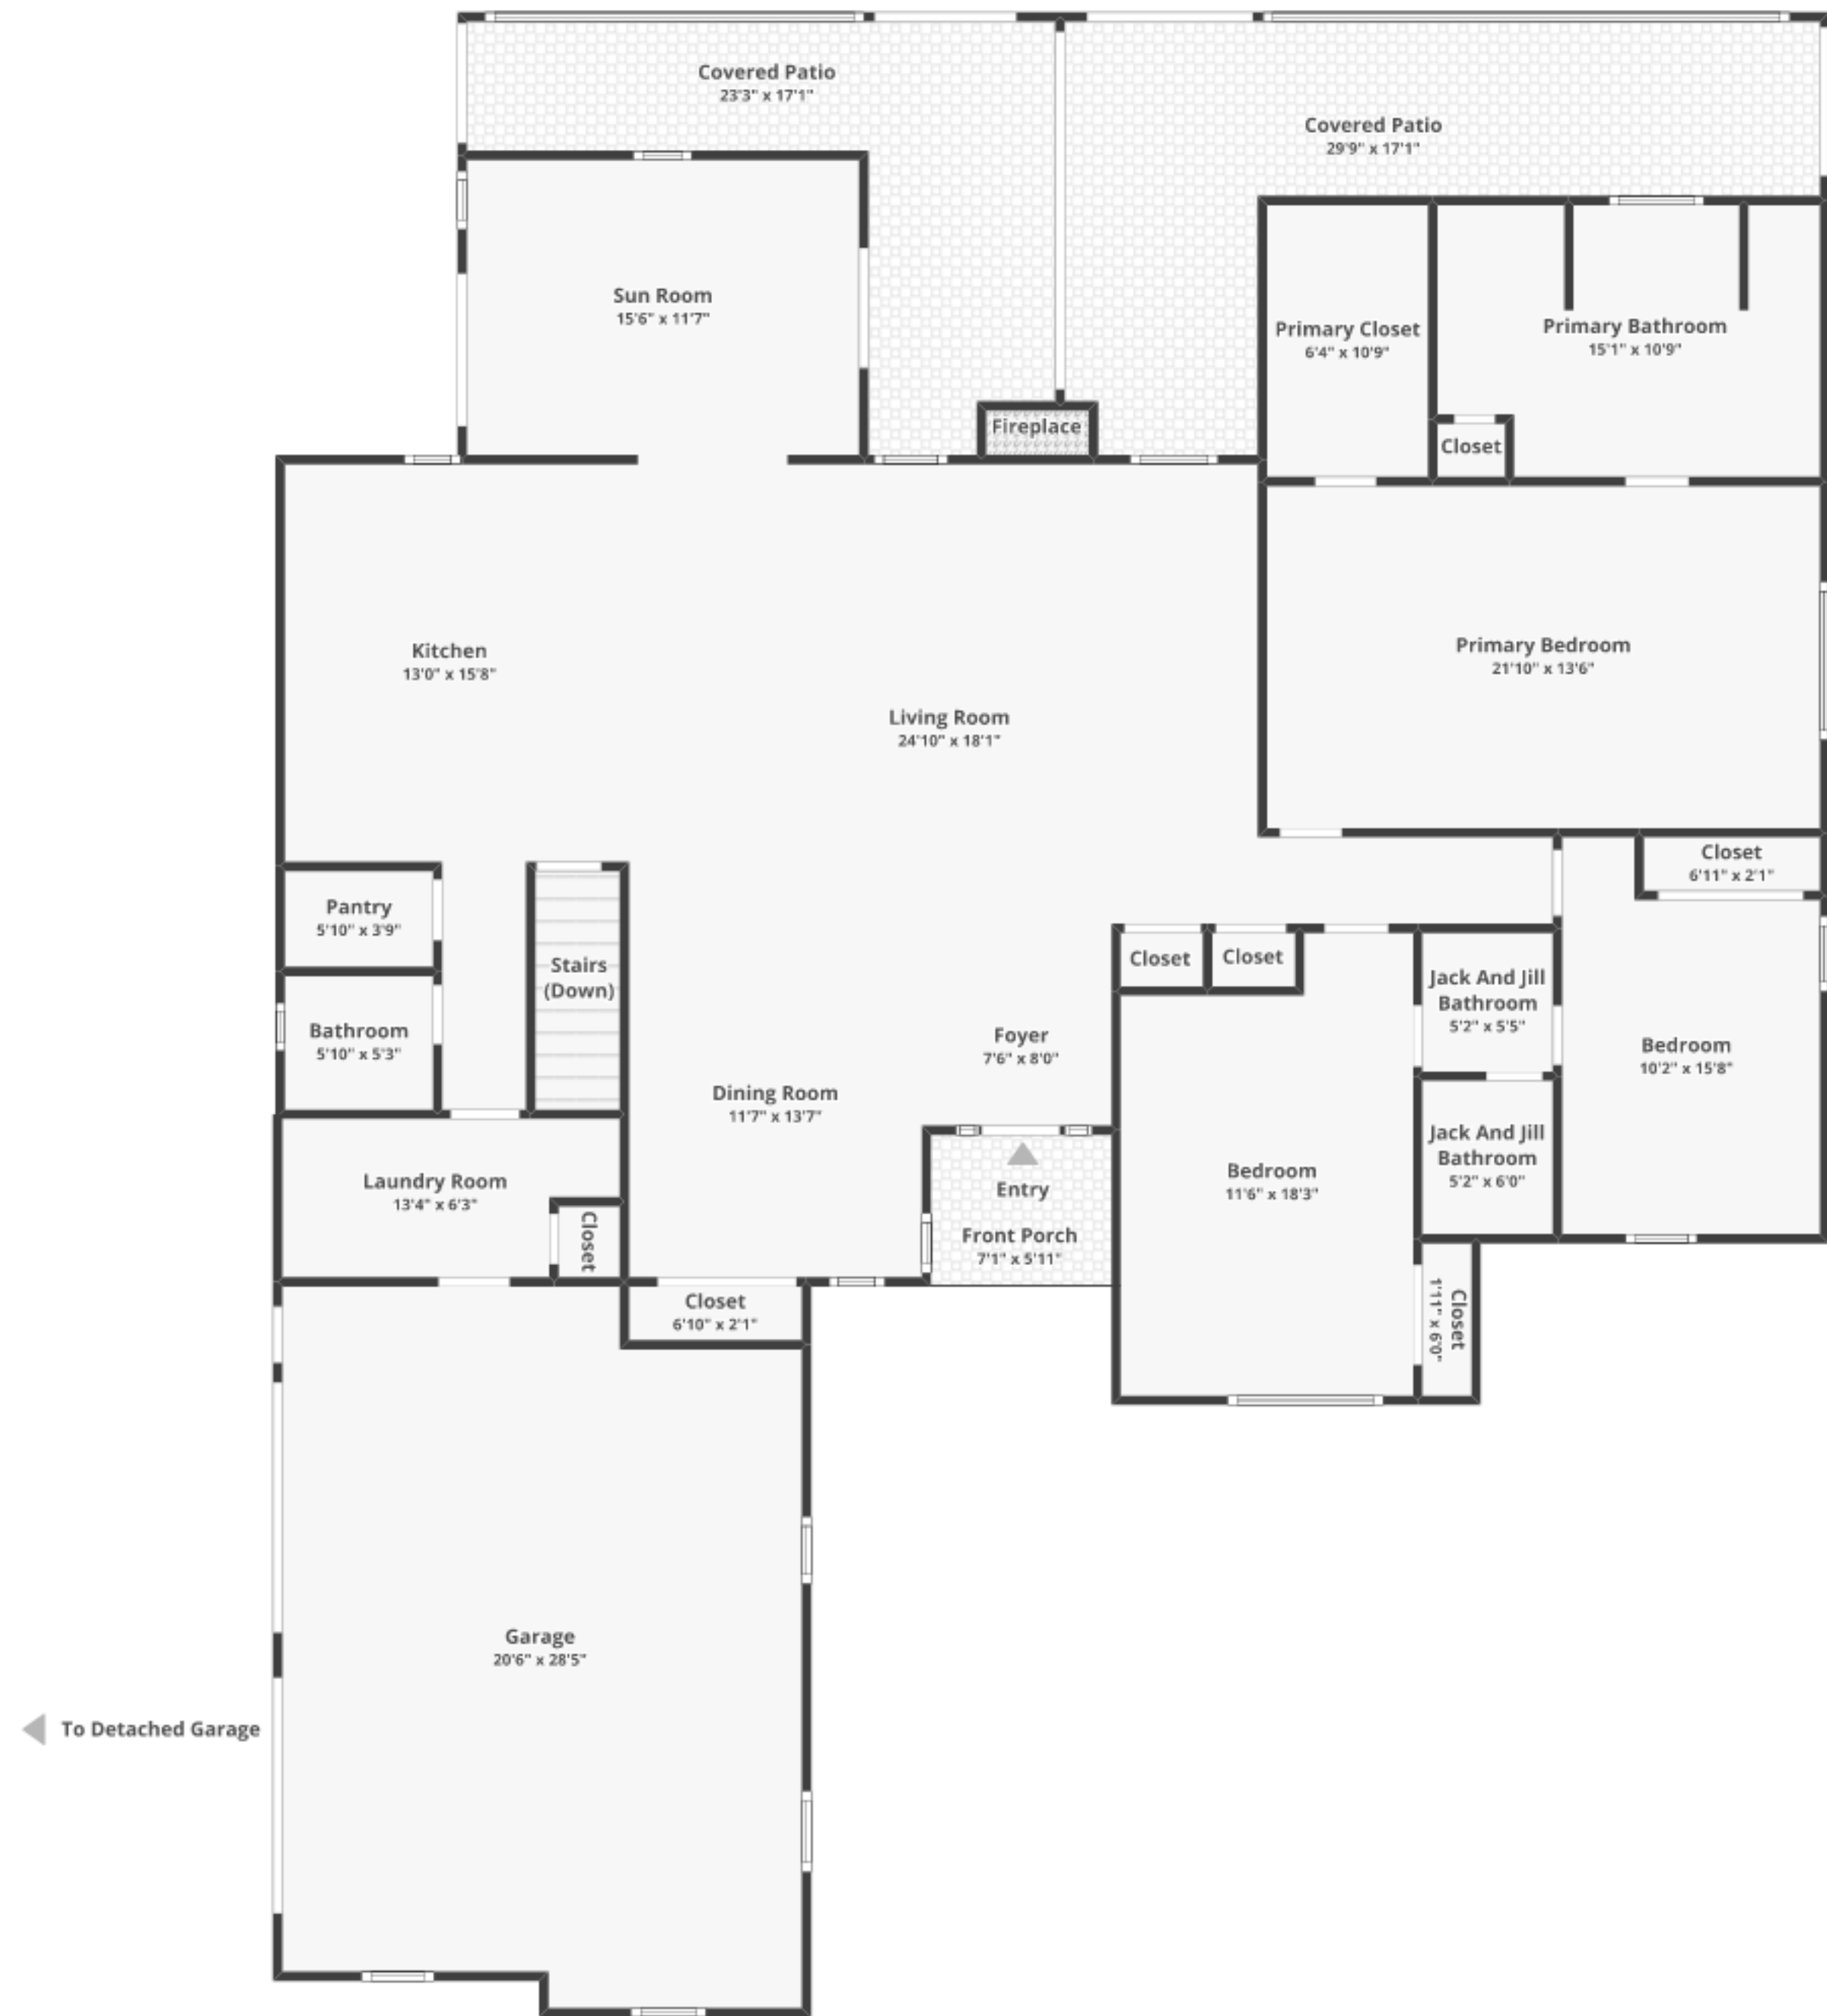 Covered Patio
23'3" x 17'1"
Covered Patio
29'9" x 17'1"
Sun Room
15'6" x 11'7"
Primary Closet
6'4" x 10'9"
Primary Bathroom
15'1" x 10'9"
Fireplace
Closet
Kitchen
13'0" x 15'8"
Primary Bedroom
21'10" x 13'6"
Living Room
24'10" x 18'1"
Closet
6'11" x 2'1"
Pantry
5'10" x 3'9"
Stairs
(Down)
Closet
Closet
Jack And Jill
Bathroom
5'2" x 5'5"
Bathroom
5'10" x 5'3"
Foyer
7'6" x 8'0"
Bedroom
10'2" x 15'8"
Dining Room
11'7" x 13'7"
Jack And Jill
Bathroom
5'2" x 6'0"
Laundry Room
13'4" x 6'3"
Closet
Entry
Front Porch
7'1" x 5'11"
Bedroom
11'6" x 18'3"
Closet
6'10" x 2'1"
Closet
1'11" x 6'0"
Garage
20'6" x 28'5"
To Detached Garage